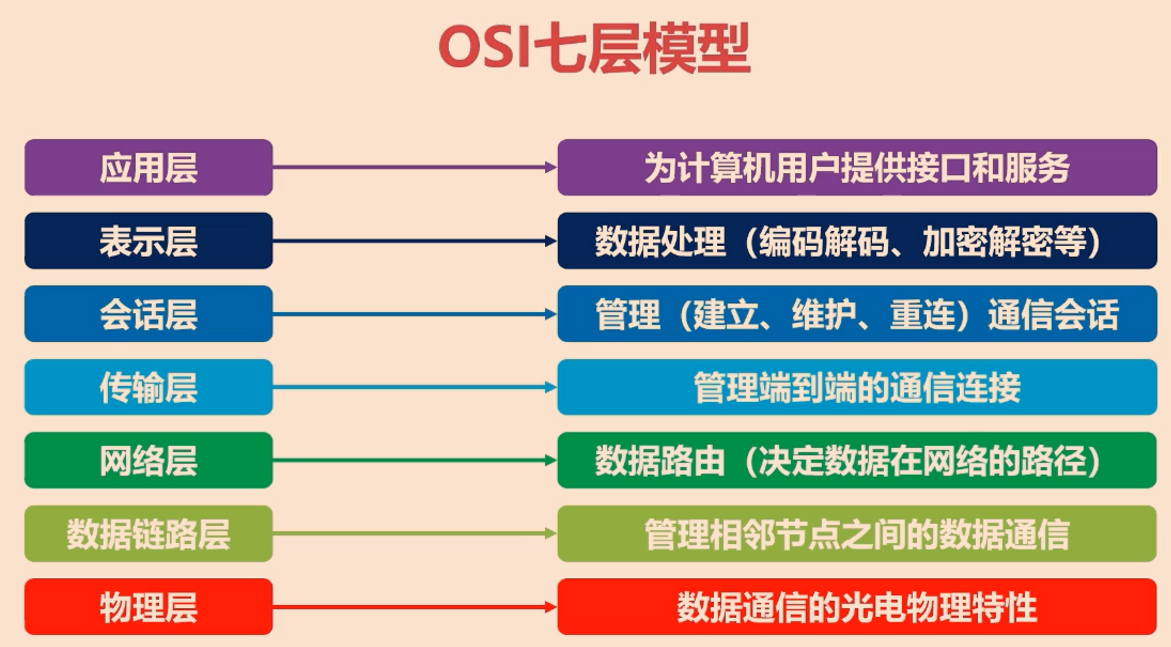 OSI七层模型
应用层
为计算机用户提供接口和服务
表示层
数据处理（编码解码、加密解密等）
会话层
管理（建立、维护、重连）通信会话
传输层
管理端到端的通信连接
网络层
数据路由（决定数据在网络的路径）
数据链路层
管理相邻节点之间的数据通信
物理层
数据通信的光电物理特性